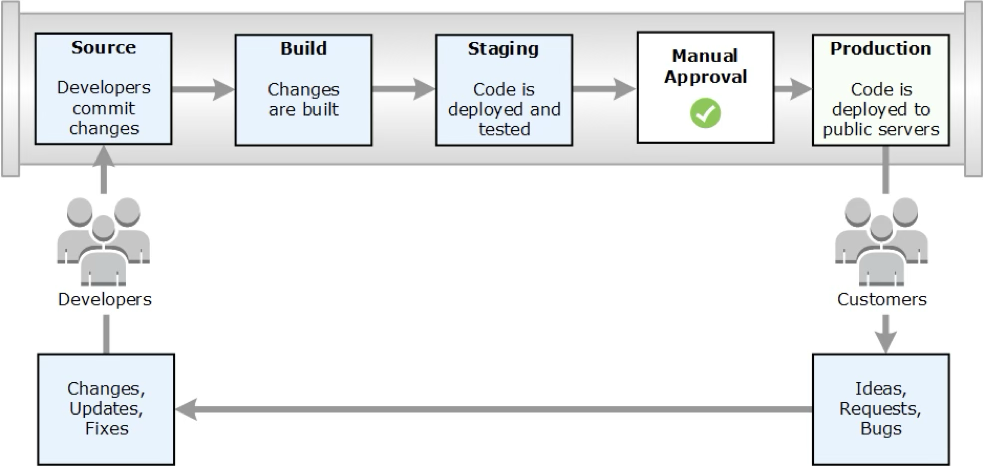 Source
Developers
commit
changes
Build
Changes
are built
Staging
Code is
deployed and
tested
Manual
Approval
Production
Code is
deployed to
public servers
Developers
Customers
Changes,
Updates,
Fixes
Ideas,
Requests,
Bugs